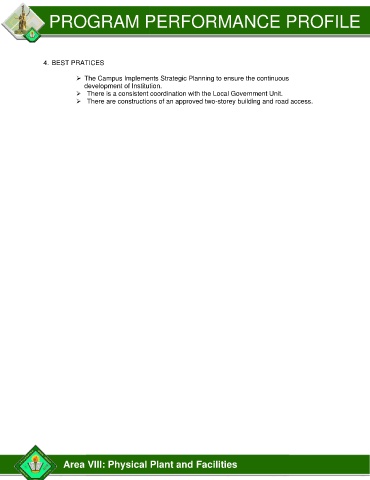 PROGRAM PERFORMANCE PROFILE
4. BEST PRATICES
➢ The Campus Implements Strategic Planning to ensure the continuous
development of Institution.
➢ There is a consistent coordination with the Local Government Unit.
➢ There are constructions of an approved two-storey building and road access.
Area VIII: Physical Plant and Facilities